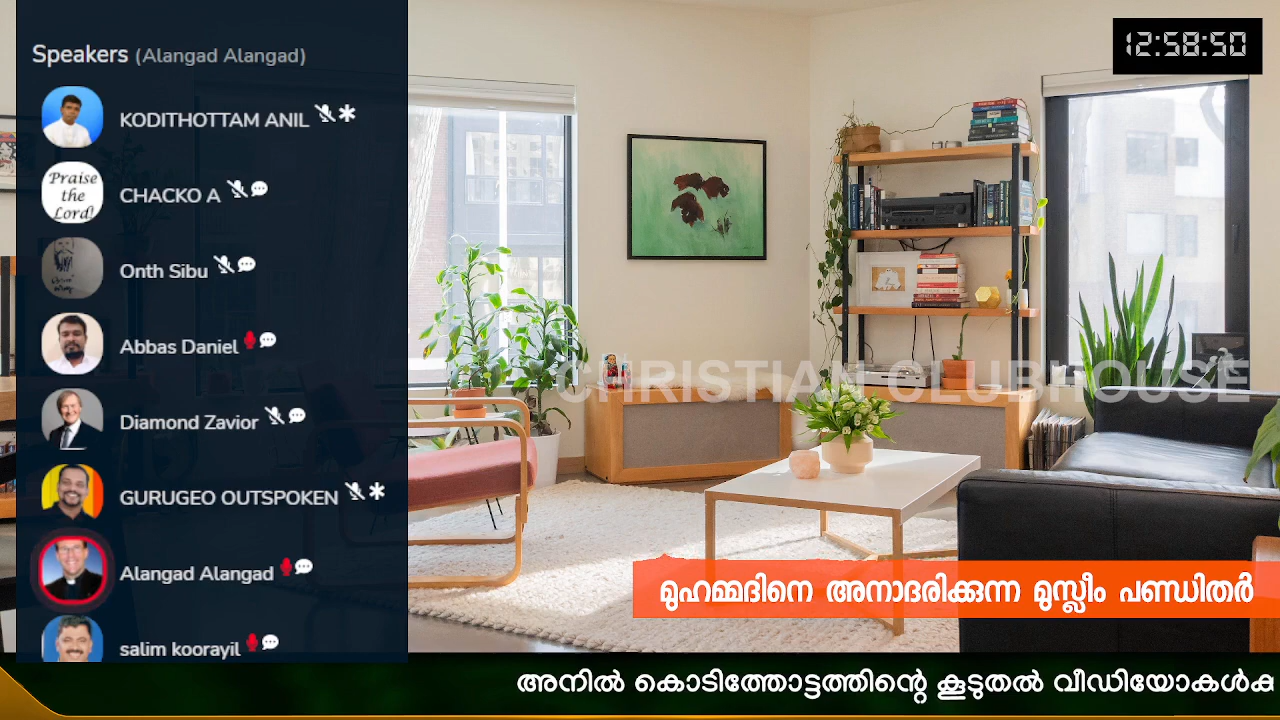 12:58:50
Speakers (Alangad Alangad)
KODITHOTTAM ANIL
Praise
the
Lord!
CHACKO A
Onth Sibu
Abbas Daniel
Diamond Zavior
GURUGEO OUTSPOKEN
Alangad Alangad
salim koorayil
CHRISTIAN CLUBHOUSE
മുഹമ്മദിനെ അനാദരിക്കുന്ന മുസ്ലീം പണ്ഡിതർ
അനിൽ കൊടിത്തോട്ടത്തിന്റെ കൂടുതൽ വീഡിയോകൾക